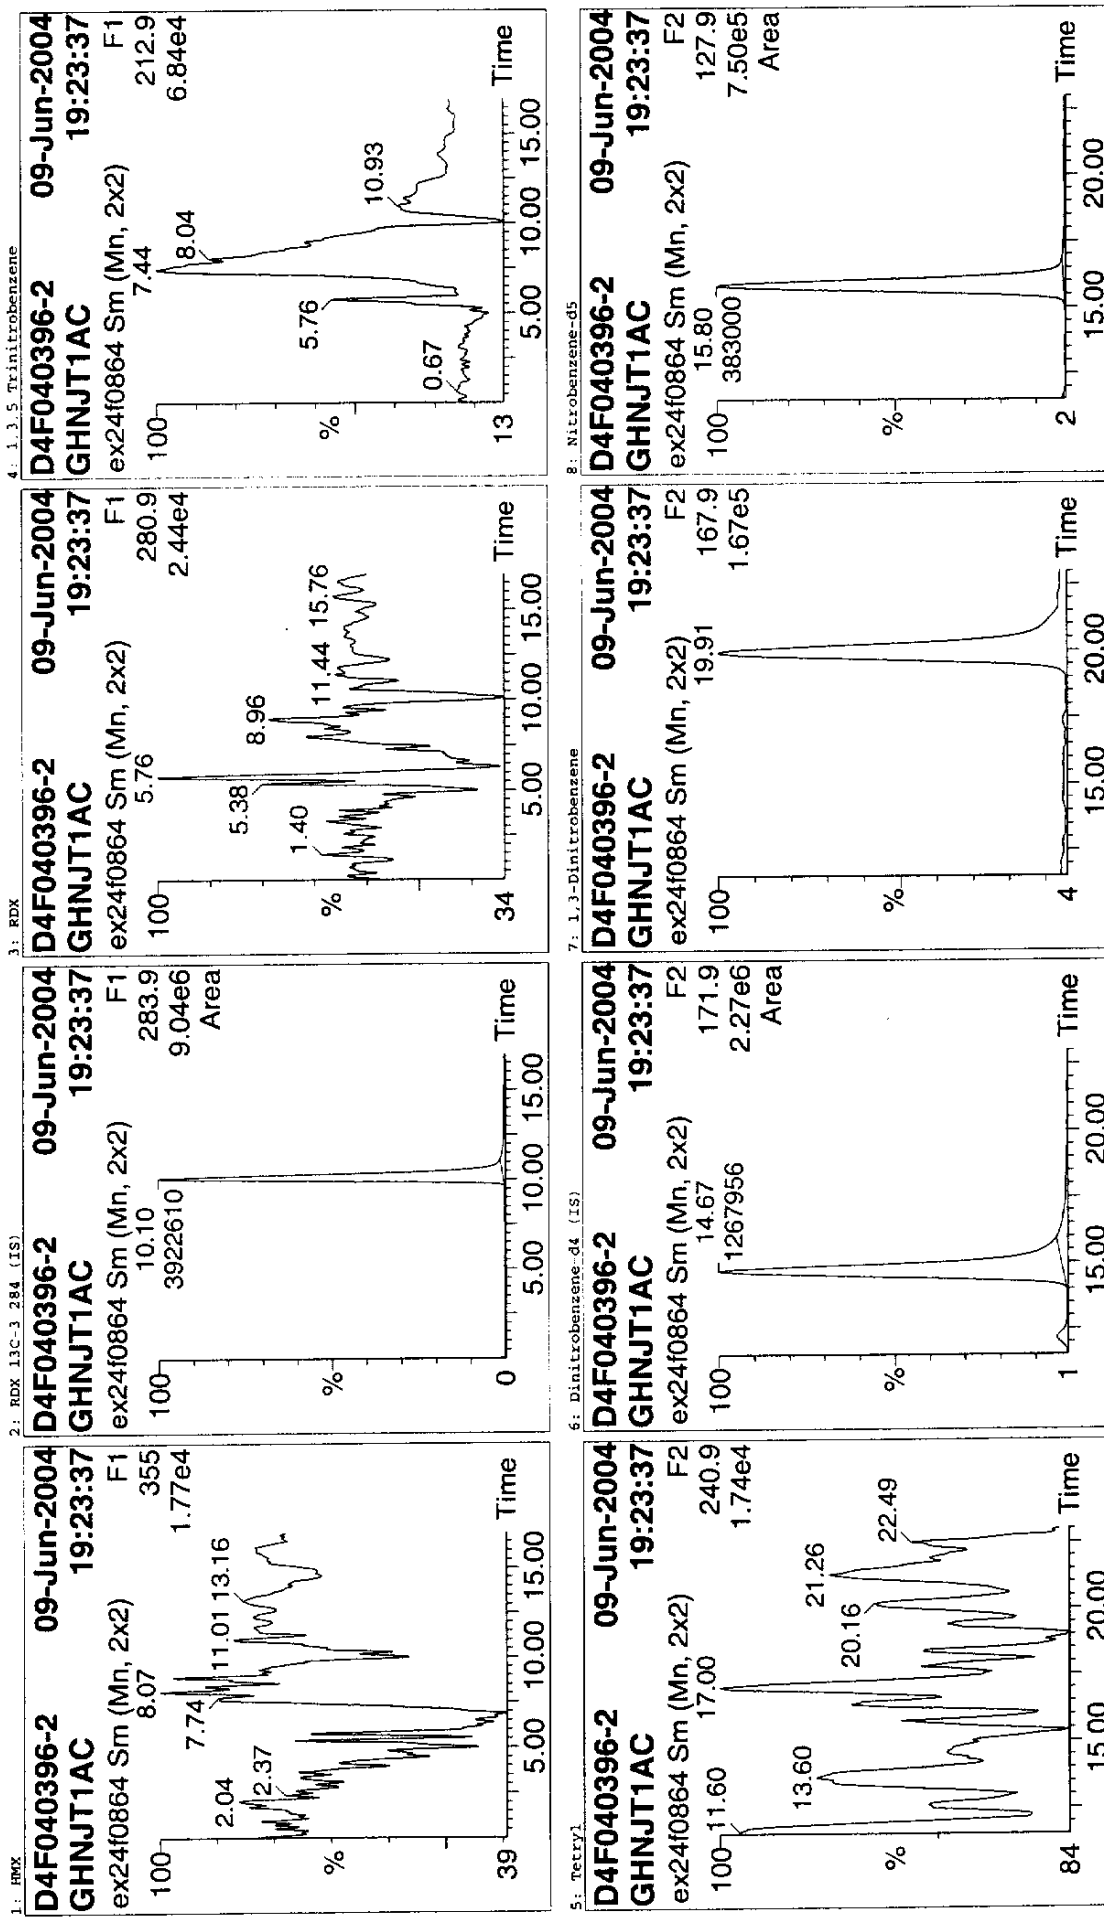 1: HMX
D4F040396-2 09-Jun-2004
GHNJT1AC 19:23:37
ex24f0864 Sm (Mn, 2x2) F1
8.07 355
1.77e4
100
7.74
11.01 13.16
2.04
2.37
%
39
5.00 10.00 15.00 Time
2: RDX 13C-3 284 (IS)
D4F040396-2 09-Jun-2004
GHNJT1AC 19:23:37
ex24f0864 Sm (Mn, 2x2) F1
10.10 283.9
3922610 9.04e6
Area
100
%
0
5.00 10.00 15.00 Time
3: RDX
D4F040396-2 09-Jun-2004
GHNJT1AC 19:23:37
ex24f0864 Sm (Mn, 2x2) F1
5.76 280.9
2.44e4
100
8.96
5.38
11.44 15.76
1.40
%
34
5.00 10.00 15.00 Time
4: 1,3,5 Trinitrobenzene
D4F040396-2 09-Jun-2004
GHNJT1AC 19:23:37
ex24f0864 Sm (Mn, 2x2) F1
7.44 212.9
6.84e4
100
8.04
5.76
10.93
0.67
%
13
5.00 10.00 15.00 Time
5: Tetryl
D4F040396-2 09-Jun-2004
GHNJT1AC 19:23:37
ex24f0864 Sm (Mn, 2x2) F2
17.00 240.9
1.74e4
100
11.60
13.60
21.26
20.16
22.49
%
84
15.00 20.00 Time
6: Dinitrobenzene-d4 (IS)
D4F040396-2 09-Jun-2004
GHNJT1AC 19:23:37
ex24f0864 Sm (Mn, 2x2) F2
14.67 171.9
1267956 2.27e6
Area
100
%
1
15.00 20.00 Time
7: 1,3-Dinitrobenzene
D4F040396-2 09-Jun-2004
GHNJT1AC 19:23:37
ex24f0864 Sm (Mn, 2x2) F2
19.91 167.9
1.67e5
100
%
4
15.00 20.00 Time
8: Nitrobenzene-d5
D4F040396-2 09-Jun-2004
GHNJT1AC 19:23:37
ex24f0864 Sm (Mn, 2x2) F2
15.80 127.9
383000 7.50e5
Area
100
%
2
15.00 20.00 Time